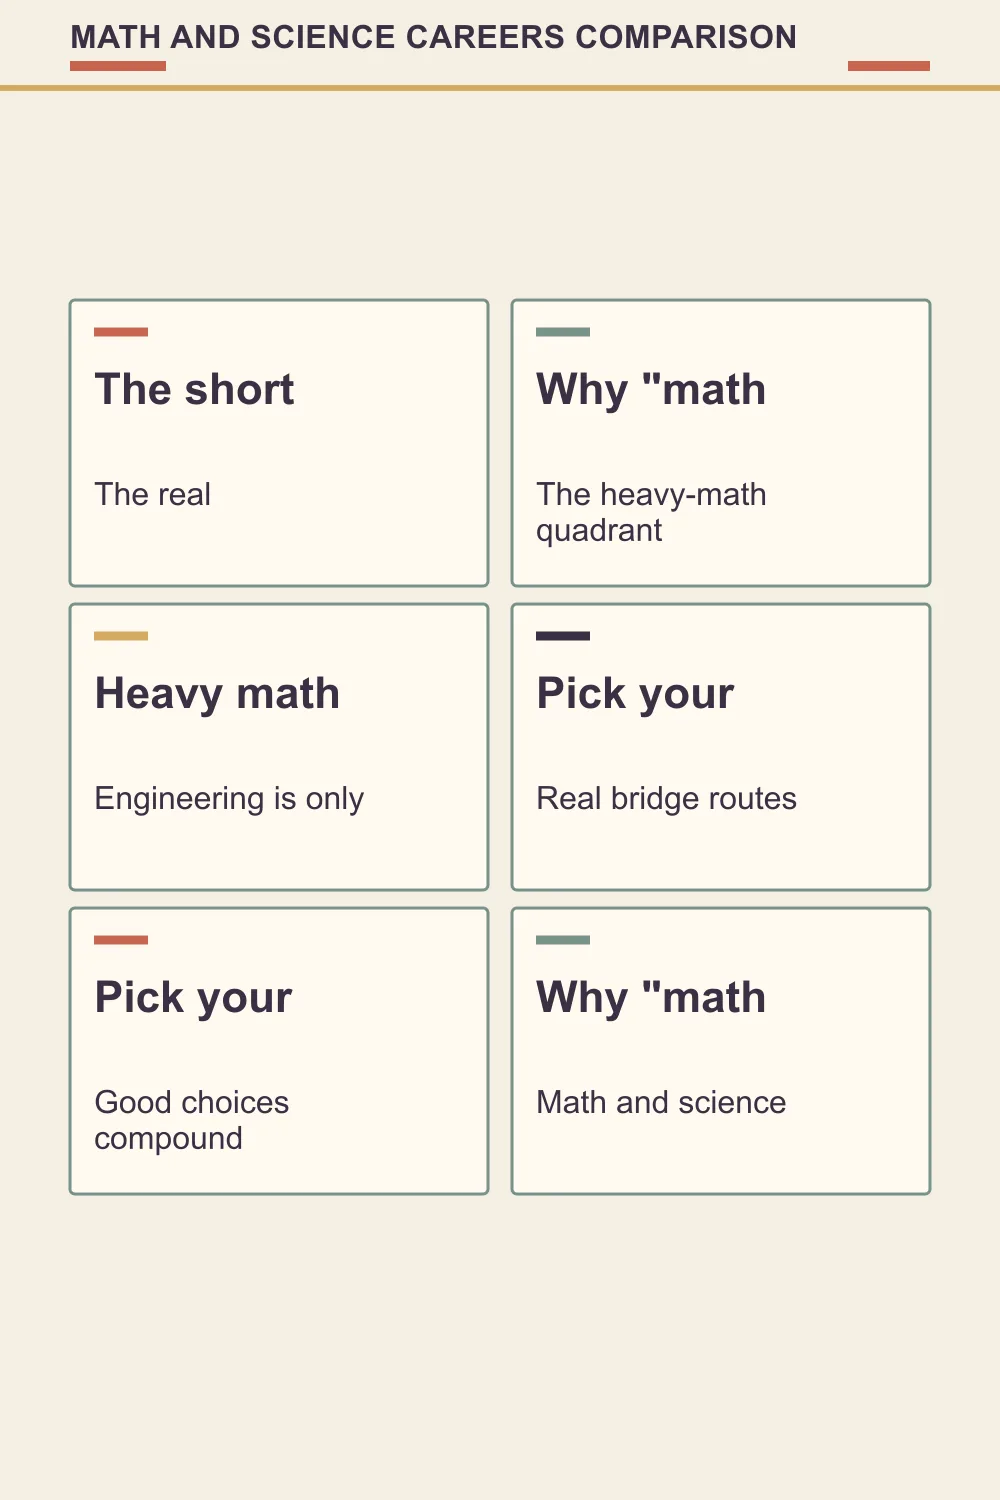 MATH AND SCIENCE CAREERS COMPARISON
The short
The real
Why "math
The heavy-math
quadrant
Heavy math
Engineering is only
Pick your
Real bridge routes
Pick your
Good choices
compound
Why "math
Math and science